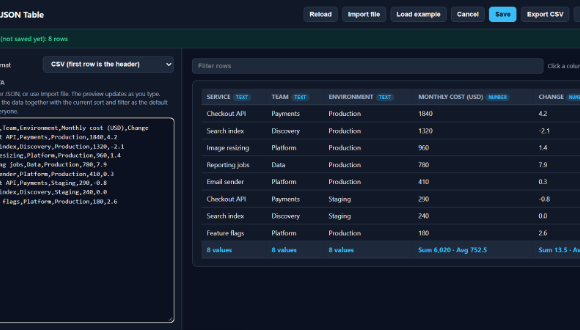 JSON Table
Reload Import file Load example Cancel Save Export CSV
(not saved yet): 8 rows
CSV (first row is the header)
JSON, or use Import file. The preview updates as you type.
the data together with the current sort and filter as the default
,Team,Environment,Monthly cost (USD),Change
API,Payments,Production,1840,4.2
index,Discovery,Production,1320,-2.1
resizing,Platform,Production,960,1.4
jobs,Data,Production,780,7.9
sender,Platform,Production,410,0.3
API,Payments,Staging,290,-0.8
index,Discovery,Staging,240,0.0
flags,Platform,Production,180,2.6
Filter rows
Click a
SERVICE TEXT TEAM TEXT ENVIRONMENT TEXT MONTHLY COST (USD) NUMBER CHANGE
Checkout API Payments Production 1840 4.2
Search index Discovery Production 1320 -2.1
Image resizing Platform Production 960 1.4
Reporting jobs Data Production 780 7.9
Email sender Platform Production 410 0.3
Checkout API Payments Staging 290 -0.8
Search index Discovery Staging 240 0.0
Feature flags Platform Production 180 2.6
8 values 8 values 8 values Sum 6,020 · Avg 752.5 Sum 13.5 ·